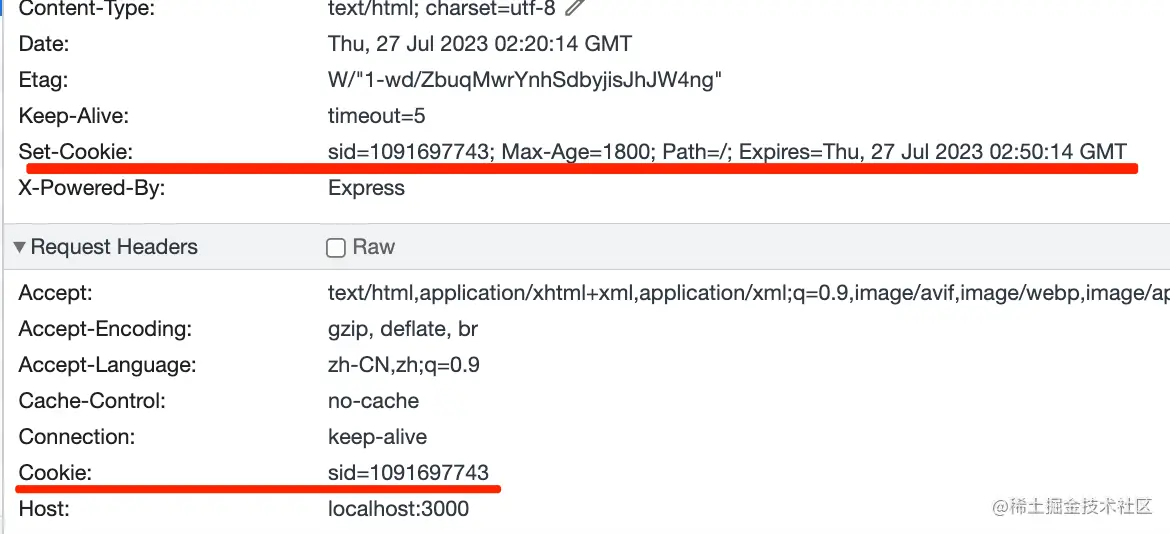 Content-Type: text/html; charset=utf-8
Date: Thu, 27 Jul 2023 02:20:14 GMT
Etag: W/"1-wd/ZbuqMwrYnhSdbyjisJhJW4ng"
Keep-Alive: timeout=5
Set-Cookie: sid=1091697743; Max-Age=1800; Path=/; Expires=Thu, 27 Jul 2023 02:50:14 GMT
X-Powered-By: Express
Request Headers Raw
Accept: text/html,application/xhtml+xml,application/xml;q=0.9,image/avif,image/webp,image/ap
Accept-Encoding: gzip, deflate, br
Accept-Language: zh-CN,zh;q=0.9
Cache-Control: no-cache
Connection: keep-alive
Cookie: sid=1091697743
Host: localhost:3000
@稀土掘金技术社区